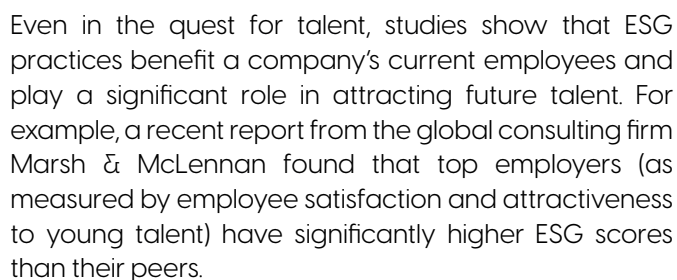 Even in the quest for talent, studies show that ESG
practices benefit a company's current employees and
play a significant role in attracting future talent. For
example, a recent report from the global consulting firm
Marsh & McLennan found that top employers (as
measured by employee satisfaction and attractiveness
to young talent) have significantly higher ESG scores
than their peers.